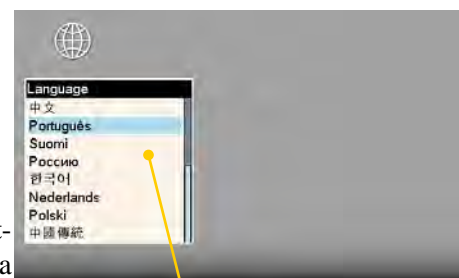 Language
中文
Português
Suomi
Россию
한국어
Nederlands
Polski
中國傳統
t-
a